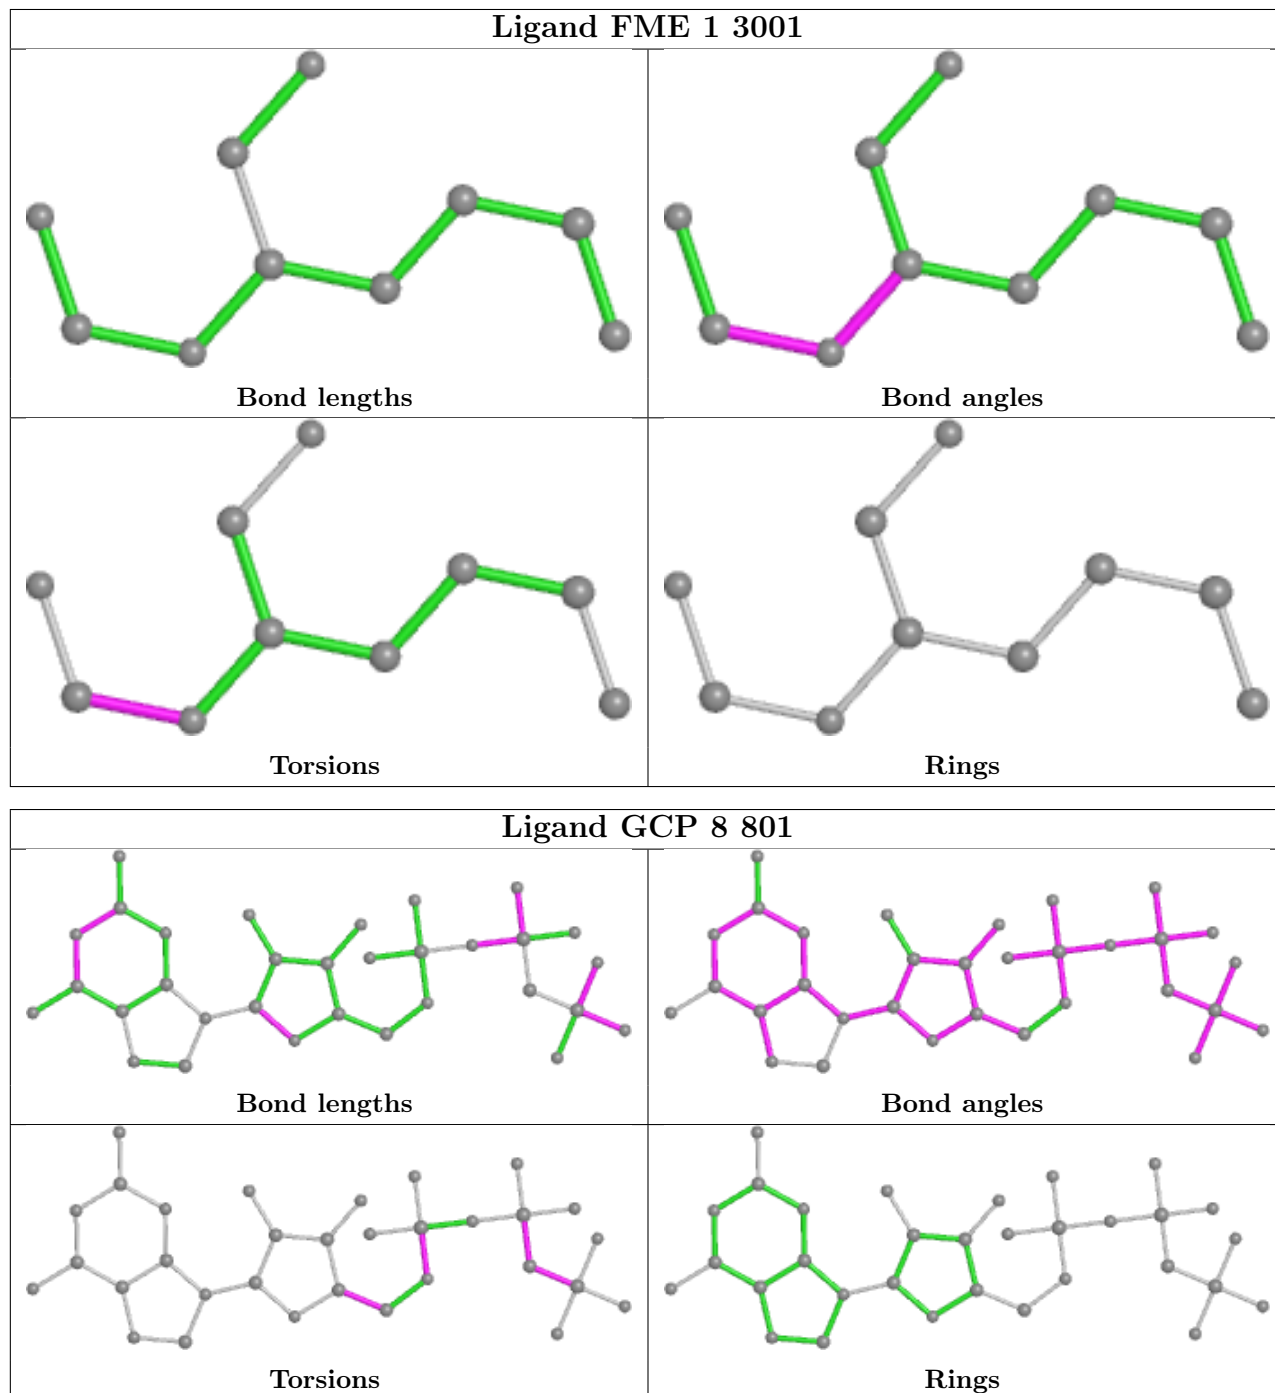 Ligand FME 1 3001
Bond lengths
Bond angles
Torsions
Rings
Ligand GCP 8 801
Bond lengths
Bond angles
Torsions
Rings